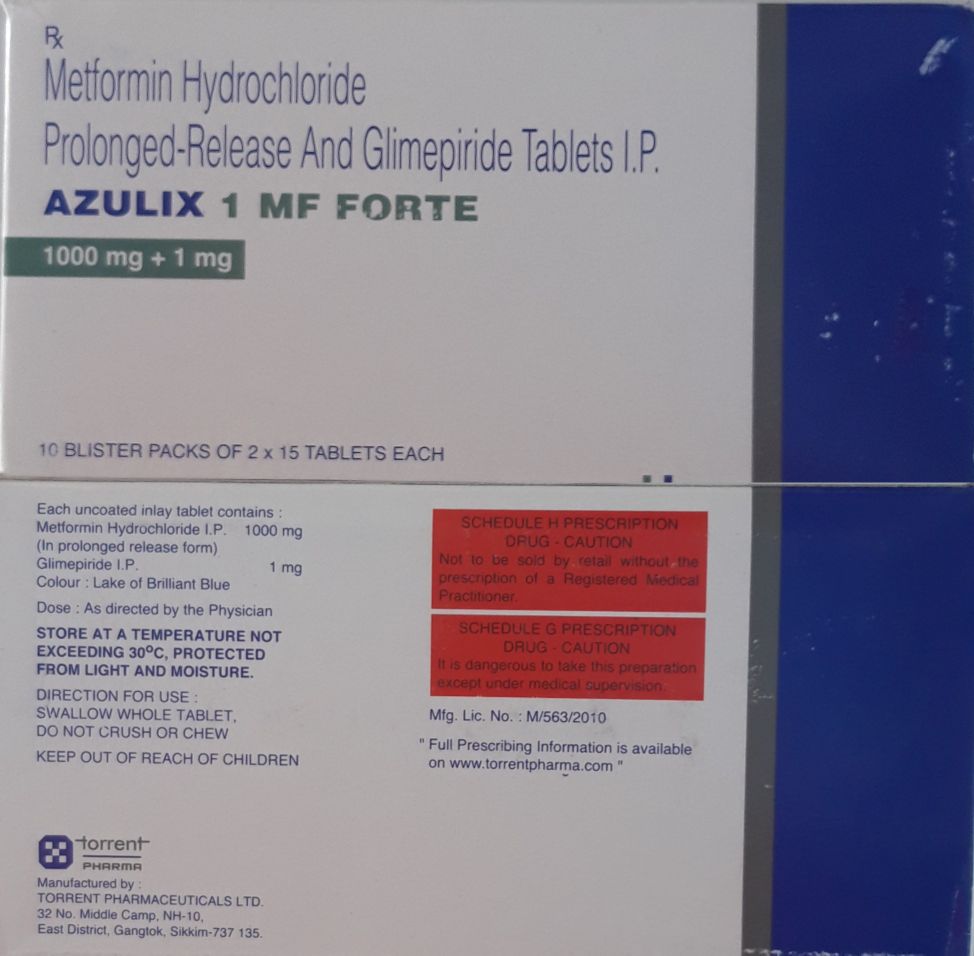 Rx
Metformin Hydrochloride
Prolonged-Release And Glimepiride Tablets I.P.
AZULIX 1 MF FORTE
1000 mg + 1 mg
10 BLISTER PACKS OF 2 x 15 TABLETS EACH
Each uncoated inlay tablet contains :
Metformin Hydrochloride I.P. 1000 mg
(In prolonged release form)
Glimepiride I.P. 1 mg
Colour : Lake of Brilliant Blue
Dose : As directed by the Physician
STORE AT A TEMPERATURE NOT
EXCEEDING 30°C, PROTECTED
FROM LIGHT AND MOISTURE.
DIRECTION FOR USE :
SWALLOW WHOLE TABLET,
DO NOT CRUSH OR CHEW
KEEP OUT OF REACH OF CHILDREN
torrent
PHARMA
Manufactured by :
TORRENT PHARMACEUTICALS LTD.
32 No. Middle Camp, NH-10,
East District, Gangtok, Sikkim-737 135.
SCHEDULE H PRESCRIPTION
DRUG - CAUTION
Not to be sold by retail without the
prescription of a Registered Medical
Practitioner.
SCHEDULE G PRESCRIPTION
DRUG - CAUTION
It is dangerous to take this preparation
except under medical supervision.
Mfg. Lic. No. : M/563/2010
" Full Prescribing Information is available
on www.torrentpharma.com "